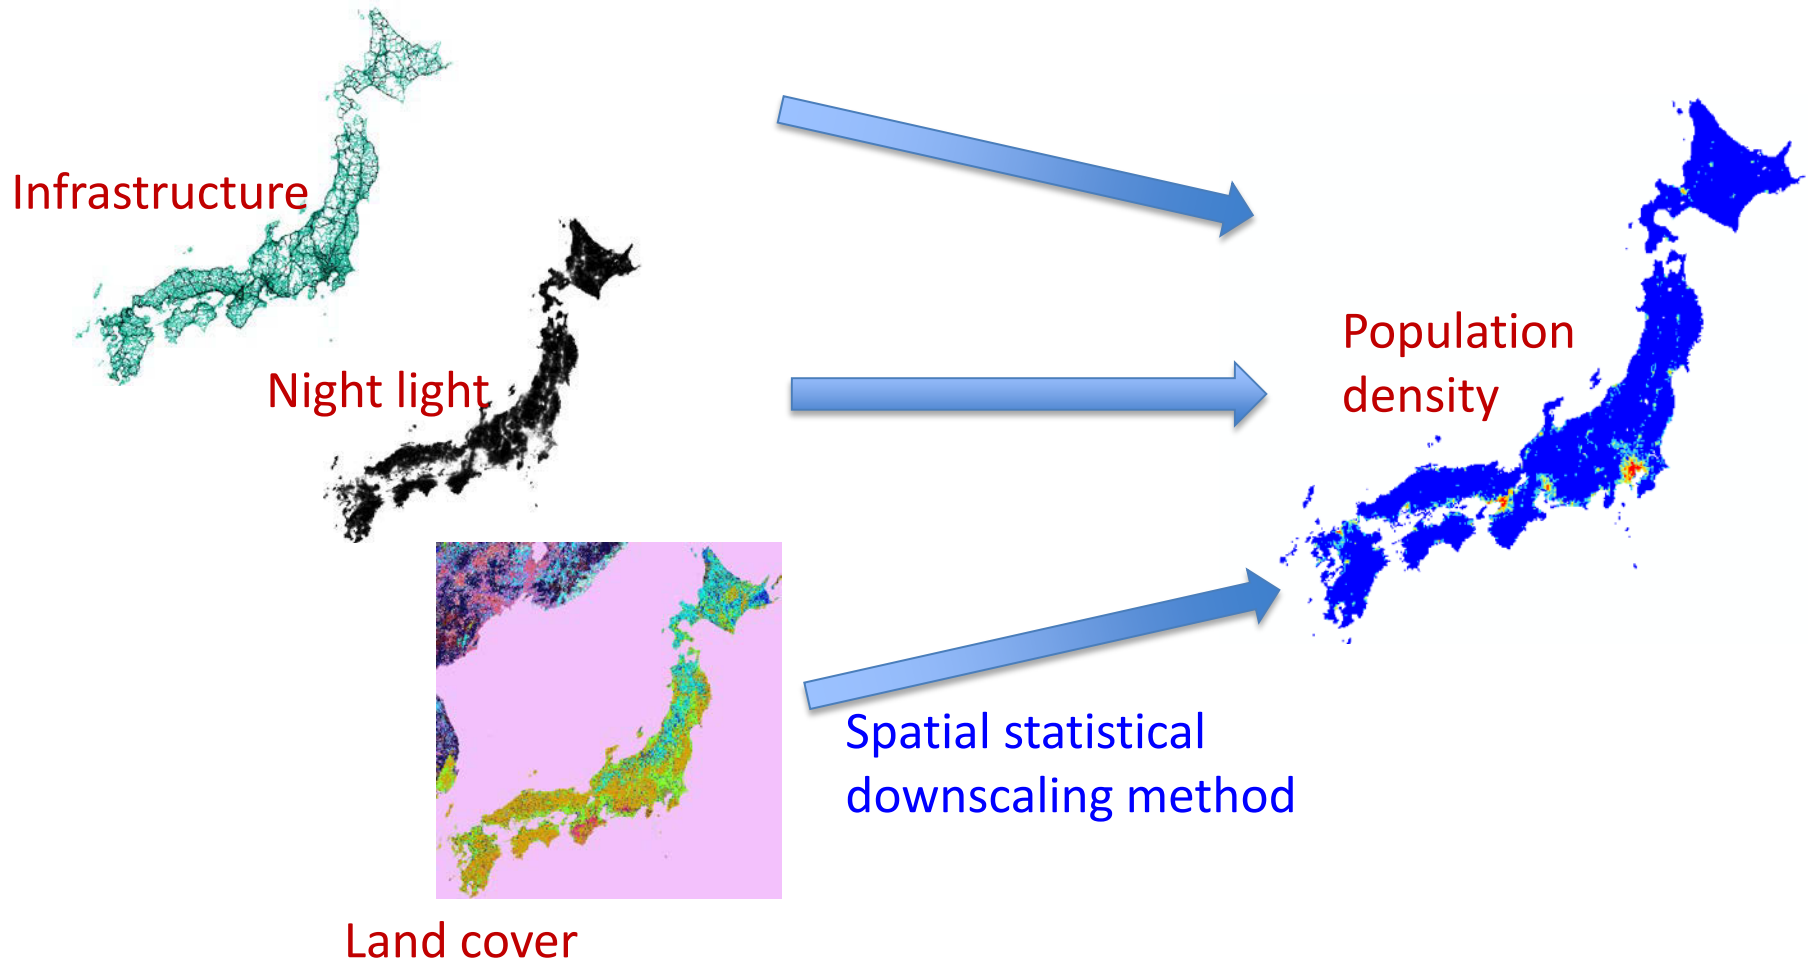 Infrastructure
Night light
Population
density
Spatial statistical
downscaling method
Land cover